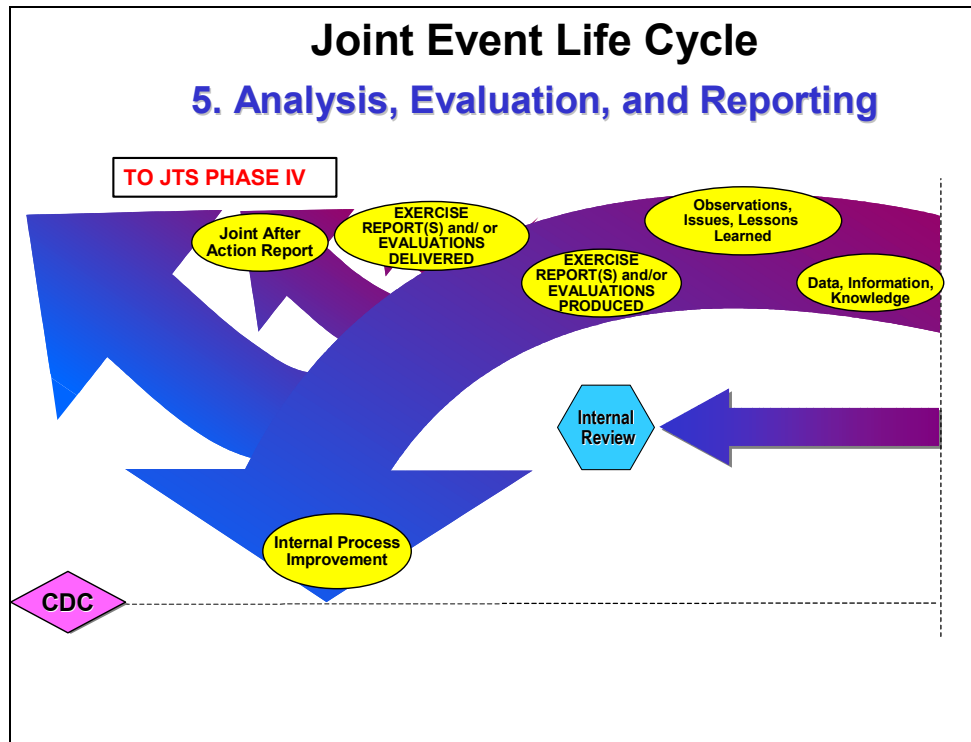 Joint Event Life Cycle
5. Analysis, Evaluation, and Reporting
TO JTS PHASE IV
Joint After
Action Report
EXERCISE
REPORT(S) and/ or
EVALUATIONS
DELIVERED
Observations,
Issues, Lessons
Learned
EXERCISE
REPORT(S) and/or
EVALUATIONS
PRODUCED
Data, Information,
Knowledge
Internal
Review
Internal Process
Improvement
CDC